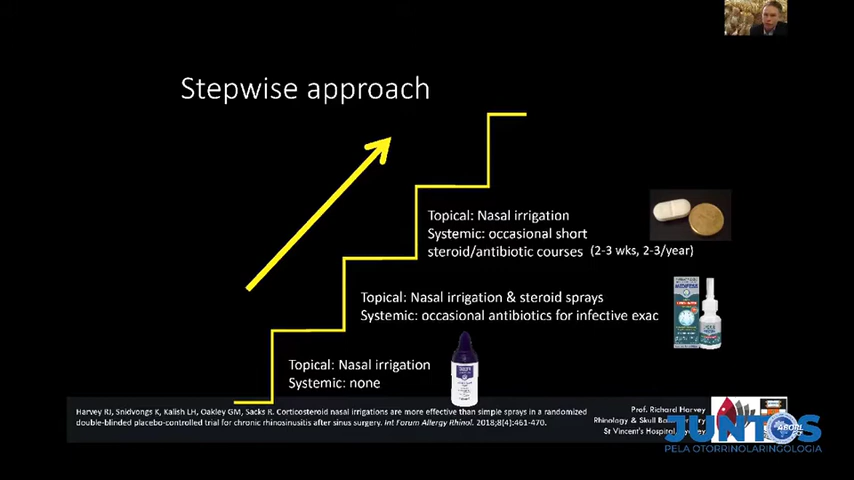 Stepwise approach
Topical: Nasal irrigation
Systemic: occasional short
steroid/antibiotic courses (2-3 wks, 2-3/year)
Topical: Nasal irrigation & steroid sprays
Systemic: occasional antibiotics for infective exac
Topical: Nasal irrigation
Systemic: none
Harvey RJ, Snidvongs K, Kalish LH, Oakley GM, Sacks R. Corticosteroid nasal irrigations are more effective than simple sprays in a randomized
double-blinded placebo-controlled trial for chronic rhinosinusitis after sinus surgery. Int Forum Allergy Rhinol. 2018;8(4):461-470.
Prof. Richard Harvey
Rhinology & Skull
St Vincent's Hospital,
JUNTOS
PELA OTORRINOLARINGOLOGIA